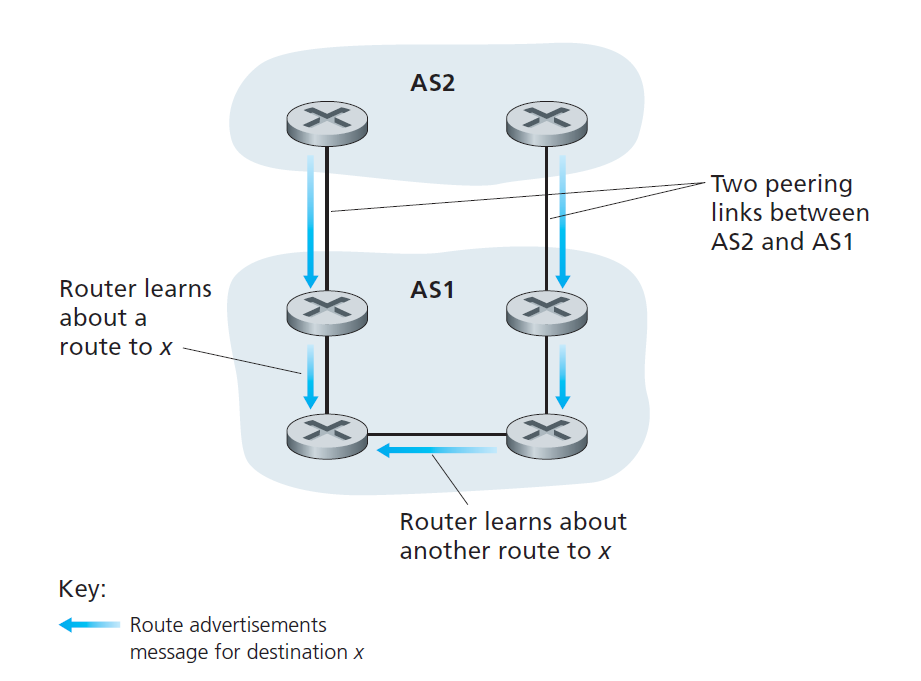 AS2
Two peering
links between
AS2 and AS1
AS1
Router learns
about a
route to x
Router learns about
another route to x
Key:
Route advertisements
message for destination x